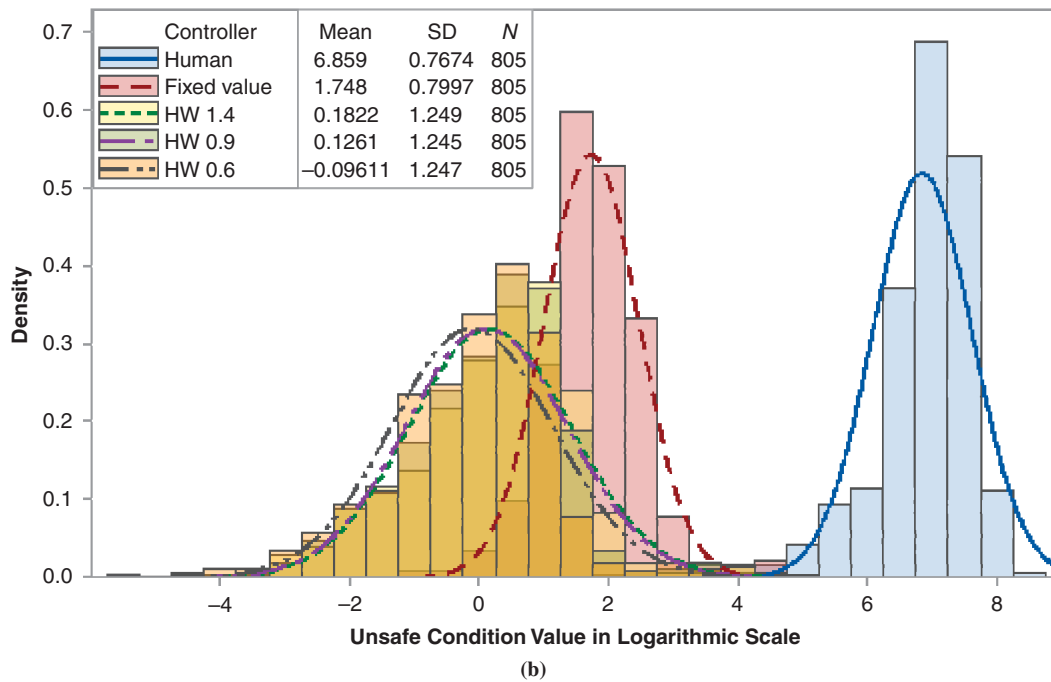 0.7
0.6
0.5
0.4
0.3
0.2
0.1
0.0
Density
Controller Mean SD N
Human 6.859 0.7674 805
Fixed value 1.748 0.7997 805
HW 1.4 0.1822 1.249 805
HW 0.9 0.1261 1.245 805
HW 0.6 –0.09611 1.247 805
–4 –2 0 2 4 6 8
Unsafe Condition Value in Logarithmic Scale
(b)